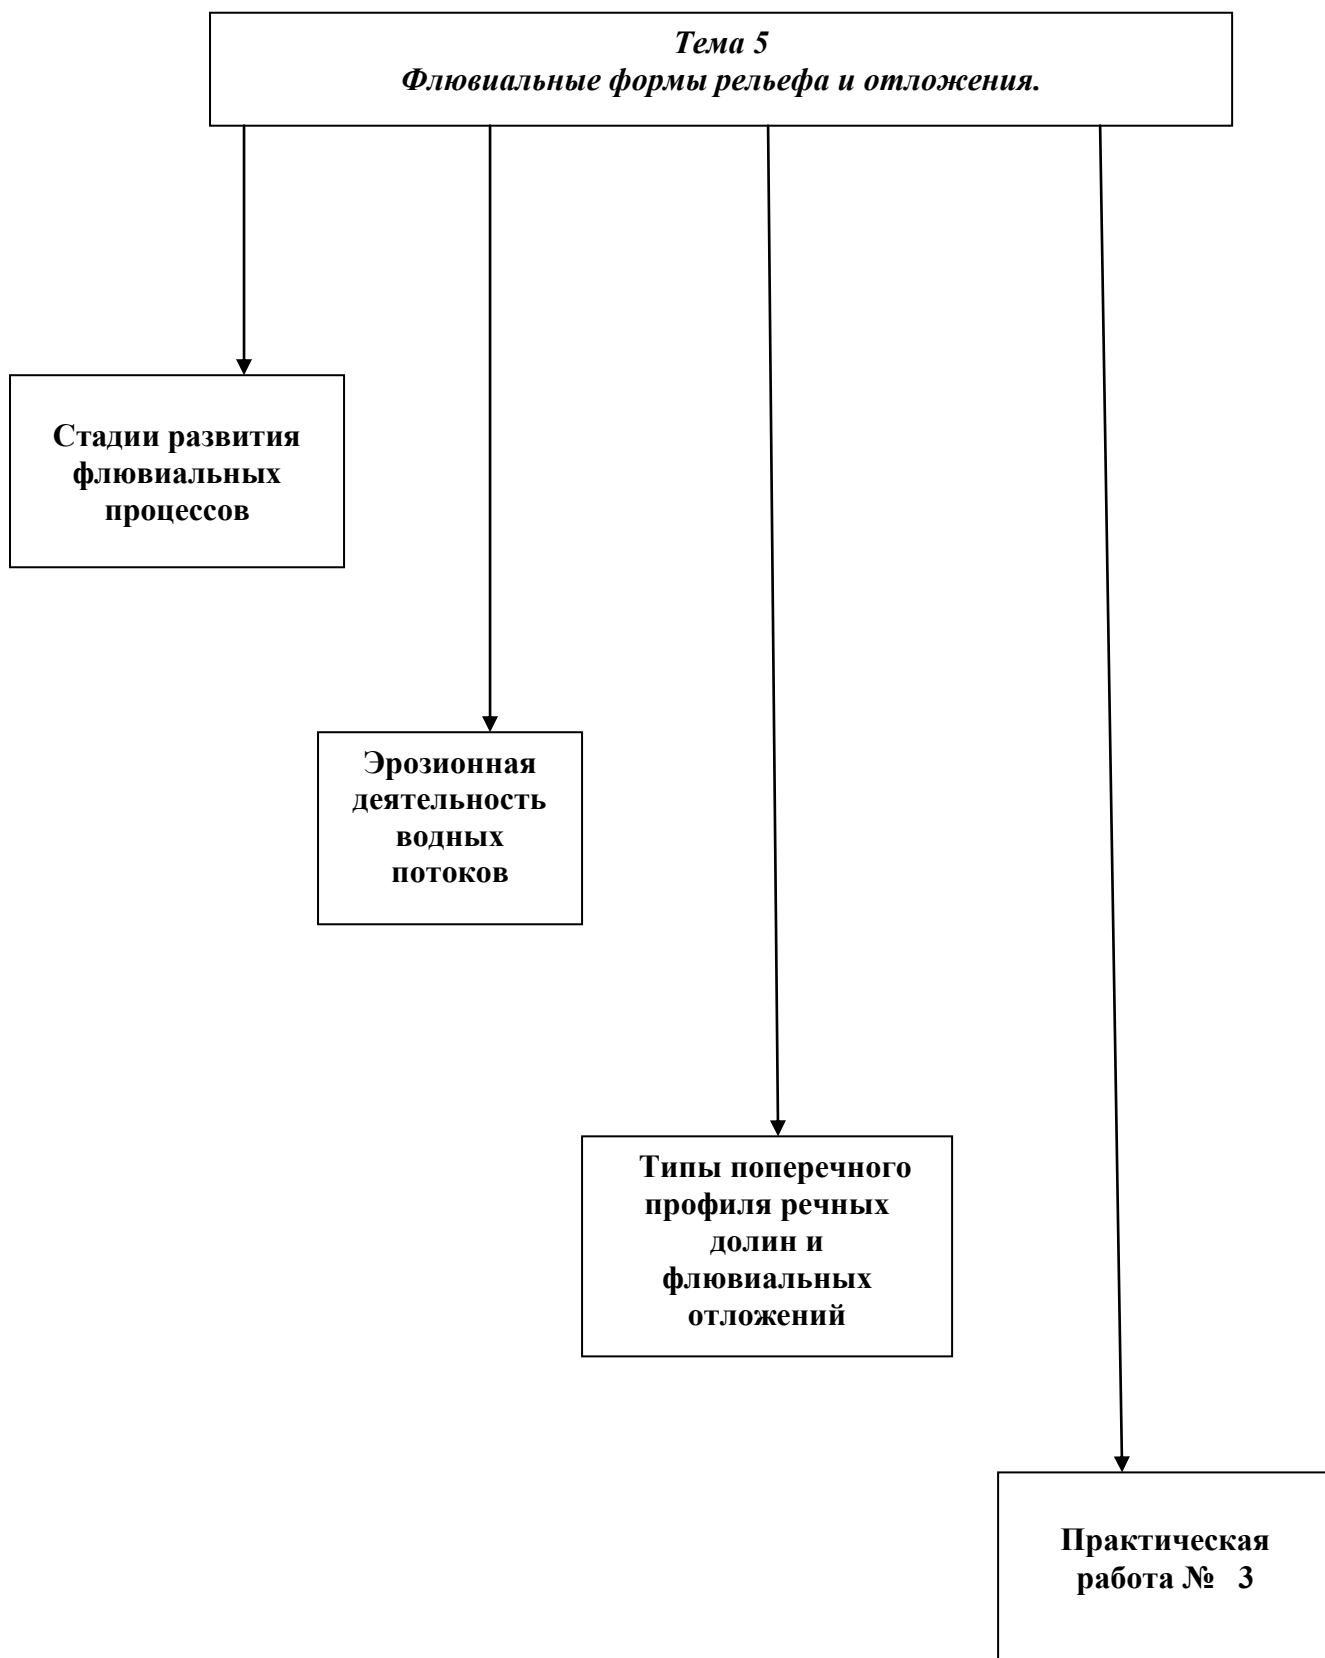 Тема 5
Флювиальные формы рельефа и отложения.
Стадии развития
флювиальных
процессов
Эрозионная
деятельность
водных
потоков
Типы поперечного
профиля речных
долин и
флювиальных
отложений
Практическая
работа № 3